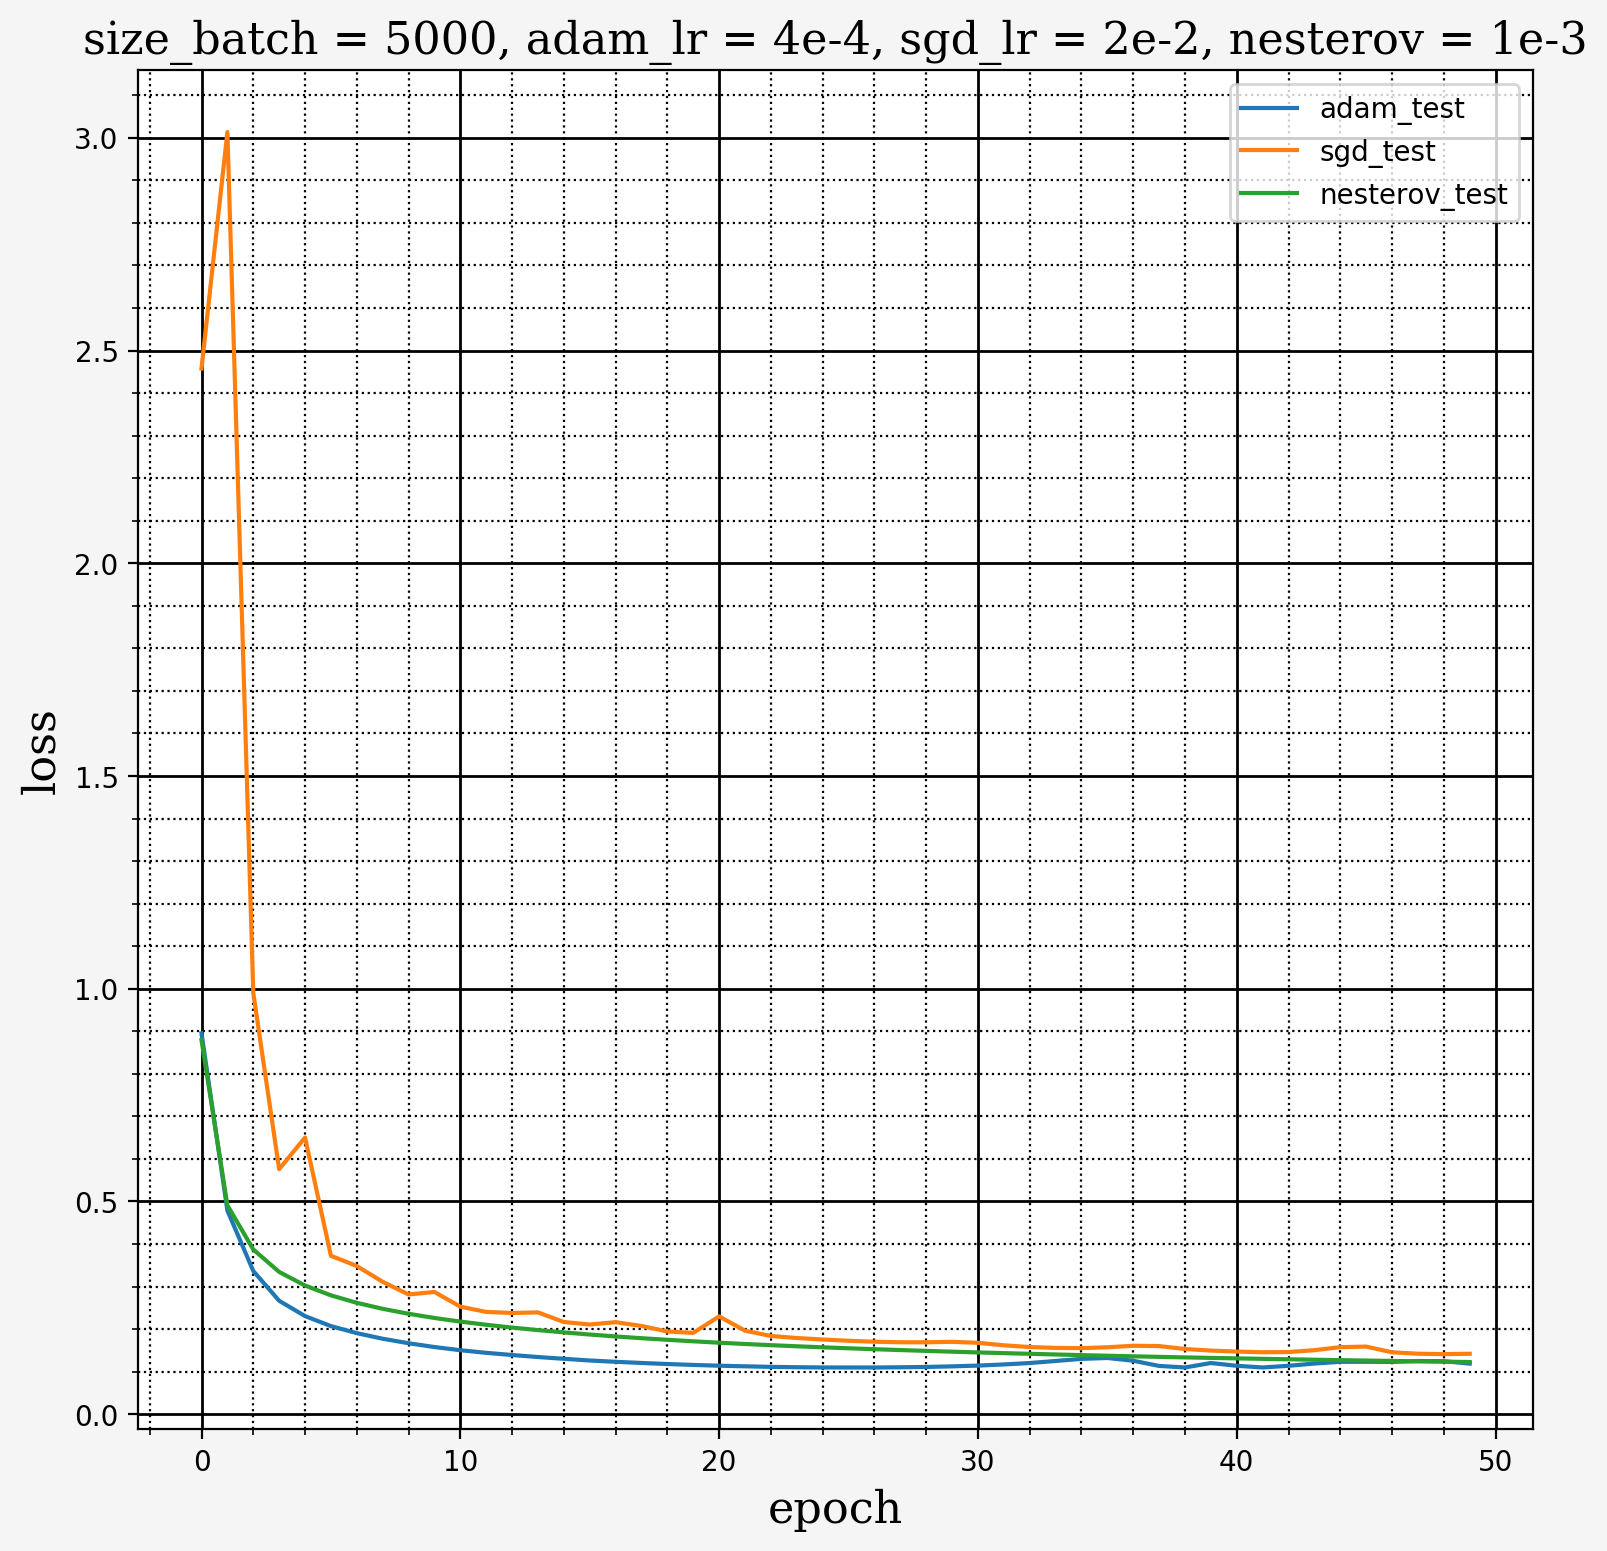 size_batch = 5000, adam_lr = 4e-4, sgd_lr = 2e-2, nesterov = 1e-3
adam_test
sgd_test
nesterov_test
3.0
2.5
2.0
1.5
1.0
0.5
0.0
loss
0 10 20 30 40 50
epoch